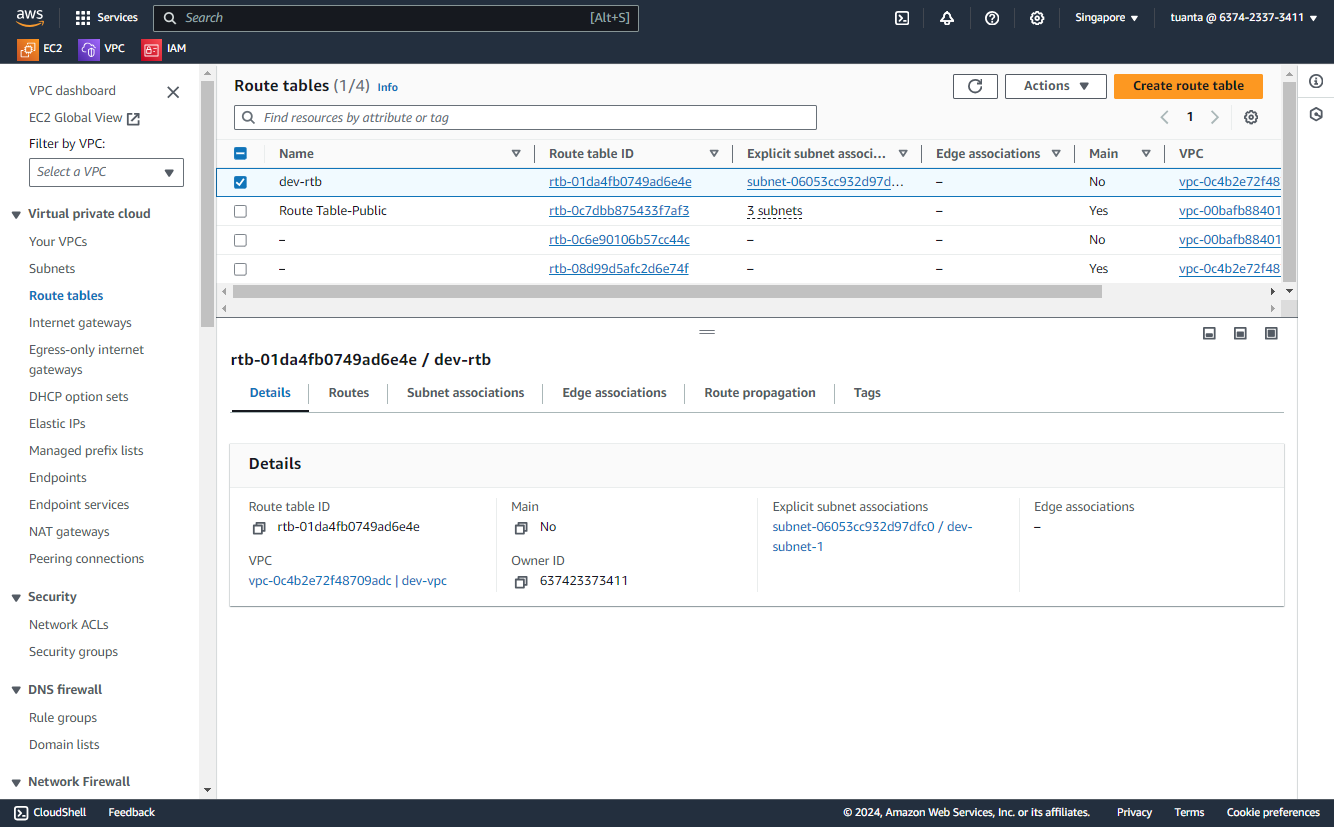 aws
Services
Search
[Alt+S]
Singapore
tuanta @ 6374-2337-3411
EC2
VPC
IAM
VPC dashboard
EC2 Global View
Filter by VPC:
Select a VPC
Virtual private cloud
Your VPCs
Subnets
Route tables
Internet gateways
Egress-only internet
gateways
DHCP option sets
Elastic IPs
Managed prefix lists
Endpoints
Endpoint services
NAT gateways
Peering connections
Security
Network ACLs
Security groups
DNS firewall
Rule groups
Domain lists
Network Firewall
Route tables (1/4) Info
Actions
Create route table
Find resources by attribute or tag
1
Name Route table ID Explicit subnet associ... Edge associations Main VPC
dev-rtb rtb-01da4fb0749ad6e4e subnet-06053cc932d97d... – No vpc-0c4b2e72f48
Route Table-Public rtb-0c7dbb875433f7af3 3 subnets – Yes vpc-00bafb88401
– rtb-0c6e90106b57cc44c – – No vpc-00bafb88401
– rtb-08d99d5afc2d6e74f – – Yes vpc-0c4b2e72f48
rtb-01da4fb0749ad6e4e / dev-rtb
Details Routes Subnet associations Edge associations Route propagation Tags
Details
Route table ID
rtb-01da4fb0749ad6e4e
VPC
vpc-0c4b2e72f48709adc | dev-vpc
Main
No
Owner ID
637423373411
Explicit subnet associations
subnet-06053cc932d97dfc0 / dev-
subnet-1
Edge associations
–
CloudShell
Feedback
© 2024, Amazon Web Services, Inc. or its affiliates.
Privacy
Terms
Cookie preferences